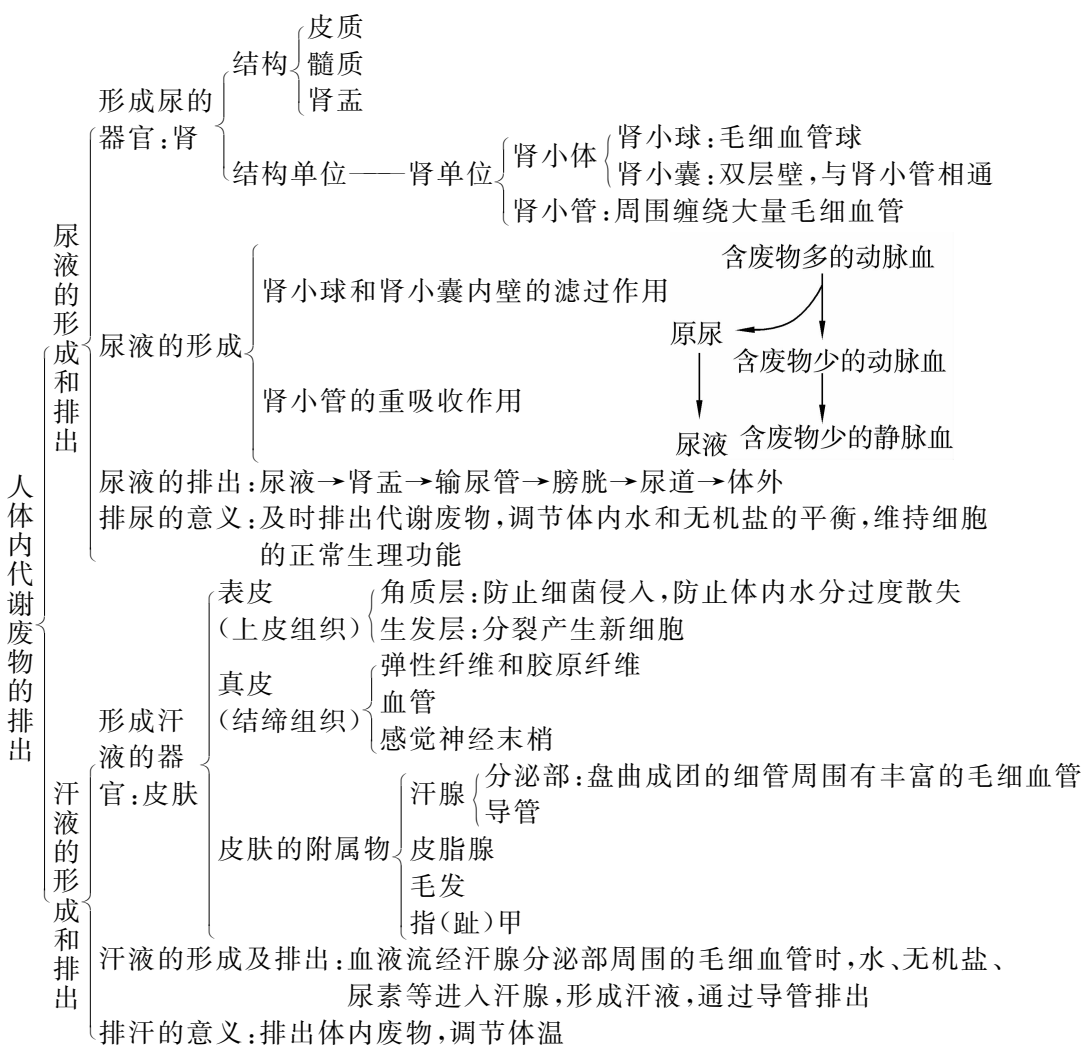 人体内代谢废物的排出
尿液的形成和排出
形成尿的
器官:肾
结构
皮质
髓质
肾盂
结构单位——肾单位
肾小体
肾小球:毛细血管球
肾小囊:双层壁,与肾小管相通
肾小管:周围缠绕大量毛细血管
尿液的形成
肾小球和肾小囊内壁的滤过作用
肾小管的重吸收作用
含废物多的动脉血
原尿
含废物少的动脉血
尿液
含废物少的静脉血
尿液的排出:尿液→肾盂→输尿管→膀胱→尿道→体外
排尿的意义:及时排出代谢废物,调节体内水和无机盐的平衡,维持细胞
的正常生理功能
汗液的形成和排出
形成汗
液的器
官:皮肤
表皮
(上皮组织)
角质层:防止细菌侵入,防止体内水分过度散失
生发层:分裂产生新细胞
真皮
(结缔组织)
弹性纤维和胶原纤维
血管
感觉神经末梢
皮肤的附属物
汗腺
分泌部:盘曲成团的细管周围有丰富的毛细血管
导管
皮脂腺
毛发
指(趾)甲
汗液的形成及排出:血液流经汗腺分泌部周围的毛细血管时,水、无机盐、
尿素等进入汗腺,形成汗液,通过导管排出
排汗的意义:排出体内废物,调节体温